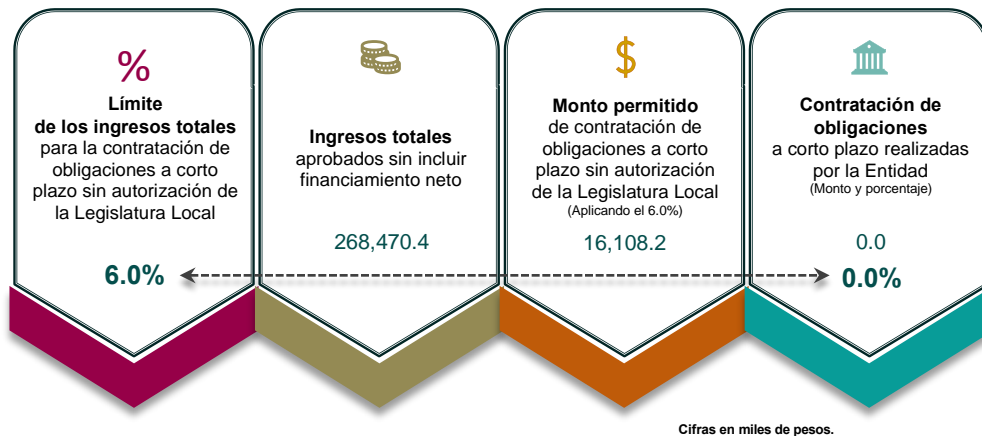 %
Límite
de los ingresos totales
para la contratación de
obligaciones a corto
plazo sin autorización de
la Legislatura Local
6.0%
Ingresos totales
aprobados sin incluir
financiamiento neto
268,470.4
$
Monto permitido
de contratación de
obligaciones a corto
plazo sin autorización
de la Legislatura Local
(Aplicando el 6.0%)
16,108.2
Contratación de
obligaciones
a corto plazo realizadas
por la Entidad
(Monto y porcentaje)
0.0
0.0%
Cifras en miles de pesos.